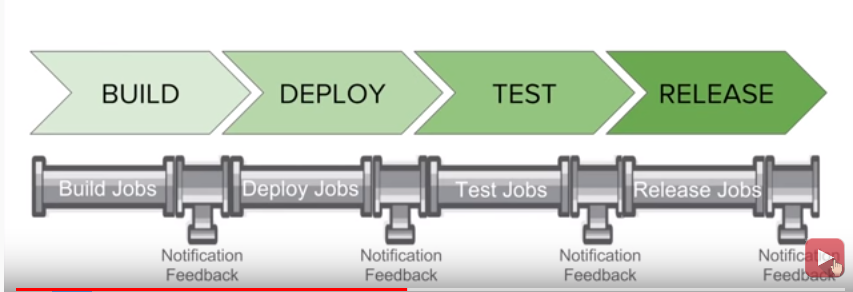 BUILD DEPLOY TEST RELEASE
Build Jobs Deploy Jobs Test Jobs Release Jobs
Notification Notification Notification
Feedback Feedback Feedback Feedback